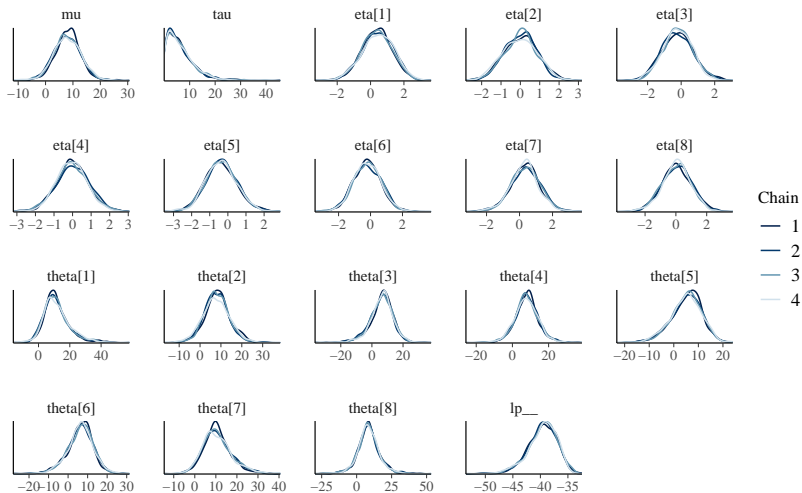 mu tau eta[1] eta[2] eta[3]
−10 0 10 20 30 0 10 20 30 40 −2 0 2 −2 −1 0 1 2 3 −2 0 2
eta[4] eta[5] eta[6] eta[7] eta[8]
−3 −2 −1 0 1 2 3 −3 −2 −1 0 1 2 −2 0 2 −2 0 2 −2 0 2
Chain
1
2
3
4
theta[1] theta[2] theta[3] theta[4] theta[5]
0 20 40 −10 0 10 20 30 −20 0 20 −20 0 20 −20 −10 0 10 20
theta[6] theta[7] theta[8] lp__
−20 −10 0 10 20 30 −10 0 10 20 30 40 −25 0 25 50 −50 −45 −40 −35